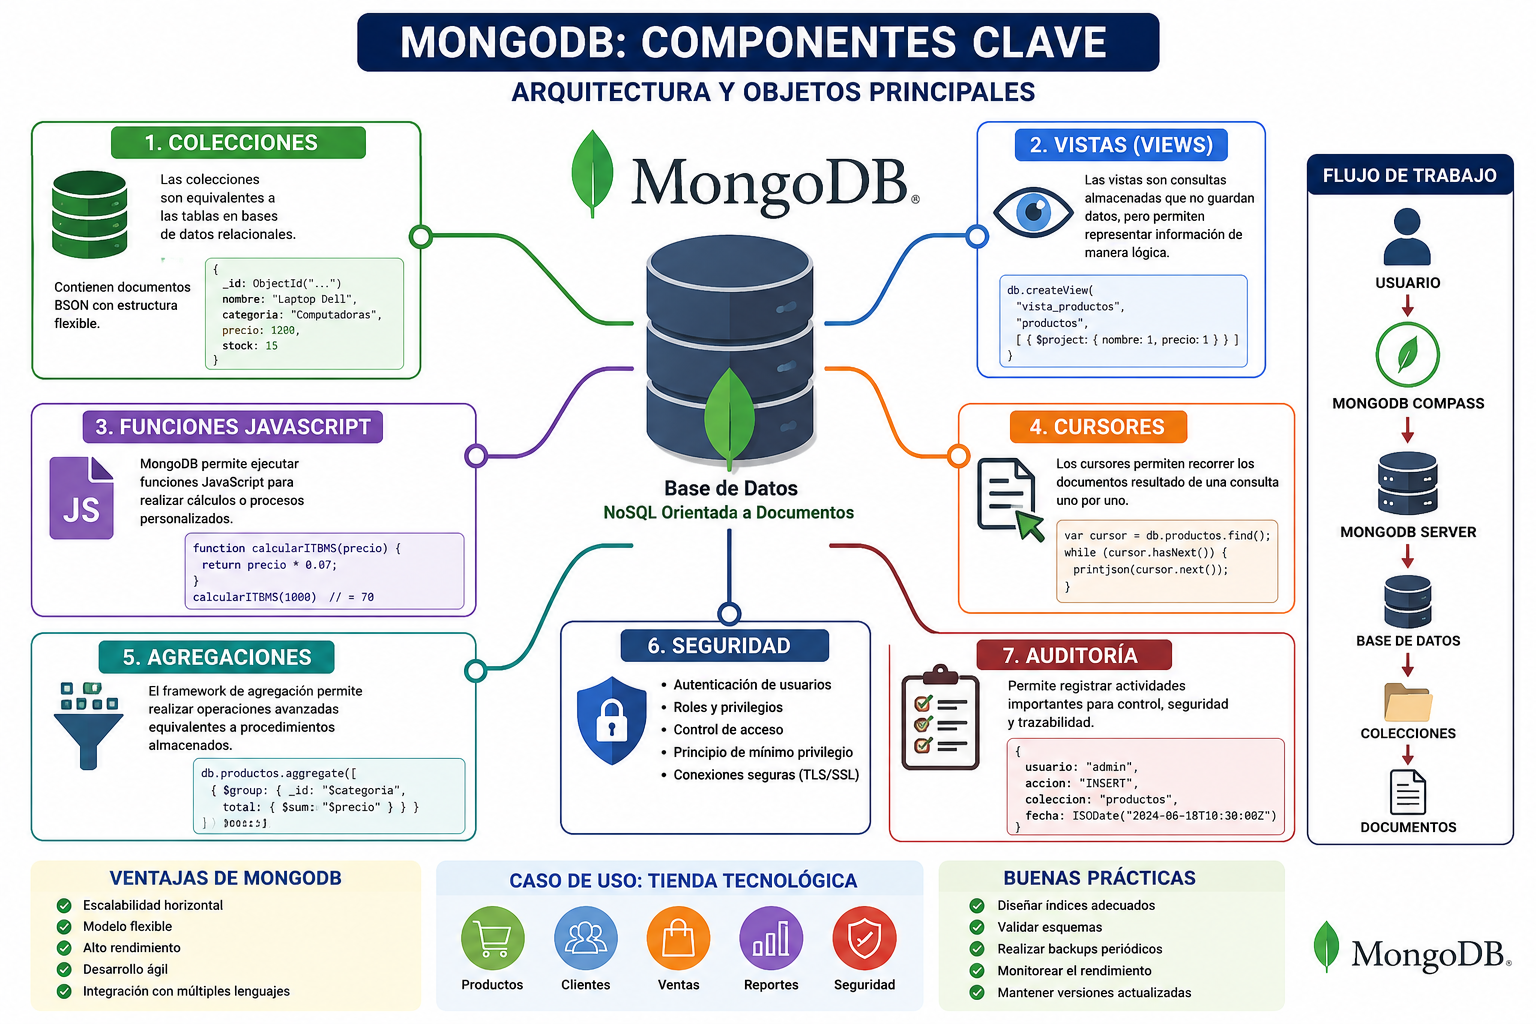 MONGODB: COMPONENTES CLAVE
ARQUITECTURA Y OBJETOS PRINCIPALES
1. COLECCIONES
Las colecciones
son equivalentes a
las tablas en bases
de datos relacionales.
Contienen documentos
BSON con estructura
flexible.
{
_id: ObjectId("...")
nombre: "Laptop Dell",
categoria: "Computadoras",
precio: 1200,
stock: 15
}
MongoDB®
2. VISTAS (VIEWS)
Las vistas son consultas
almacenadas que no guardan
datos, pero permiten
representar información de
manera lógica.
db.createView(
"vista_productos",
"productos",
[ { $project: { nombre: 1, precio: 1 } } ]
)
3. FUNCIONES JAVASCRIPT
JS
MongoDB permite ejecutar
funciones JavaScript para
realizar cálculos o procesos
personalizados.
function calcularITBMS(precio) {
return precio * 0.07;
}
calcularITBMS(1000) // = 70
Base de Datos
NoSQL Orientada a Documentos
4. CURSORES
Los cursores permiten recorrer los
documentos resultado de una consulta
uno por uno.
var cursor = db.productos.find();
while (cursor.hasNext()) {
printjson(cursor.next());
}
5. AGREGACIONES
El framework de agregación permite
realizar operaciones avanzadas
equivalentes a procedimientos
almacenados.
db.productos.aggregate([
{ $group: { _id: "$categoria",
total: { $sum: "$precio" } } }
6. SEGURIDAD
• Autenticación de usuarios
• Roles y privilegios
• Control de acceso
• Principio de mínimo privilegio
• Conexiones seguras (TLS/SSL)
7. AUDITORÍA
Permite registrar actividades
importantes para control, seguridad
y trazabilidad.
{
usuario: "admin",
accion: "INSERT",
coleccion: "productos",
fecha: ISODate("2024-06-18T10:30:00Z")
}
FLUJO DE TRABAJO
USUARIO
MONGODB COMPASS
MONGODB SERVER
BASE DE DATOS
COLECCIONES
DOCUMENTOS
VENTAJAS DE MONGODB
Escalabilidad horizontal
Modelo flexible
Alto rendimiento
Desarrollo ágil
Integración con múltiples lenguajes
CASO DE USO: TIENDA TECNOLÓGICA
Productos
Clientes
Ventas
Reportes
Seguridad
BUENAS PRÁCTICAS
Diseñar índices adecuados
Validar esquemas
Realizar backups periódicos
Monitorear el rendimiento
Mantener versiones actualizadas
MongoDB®